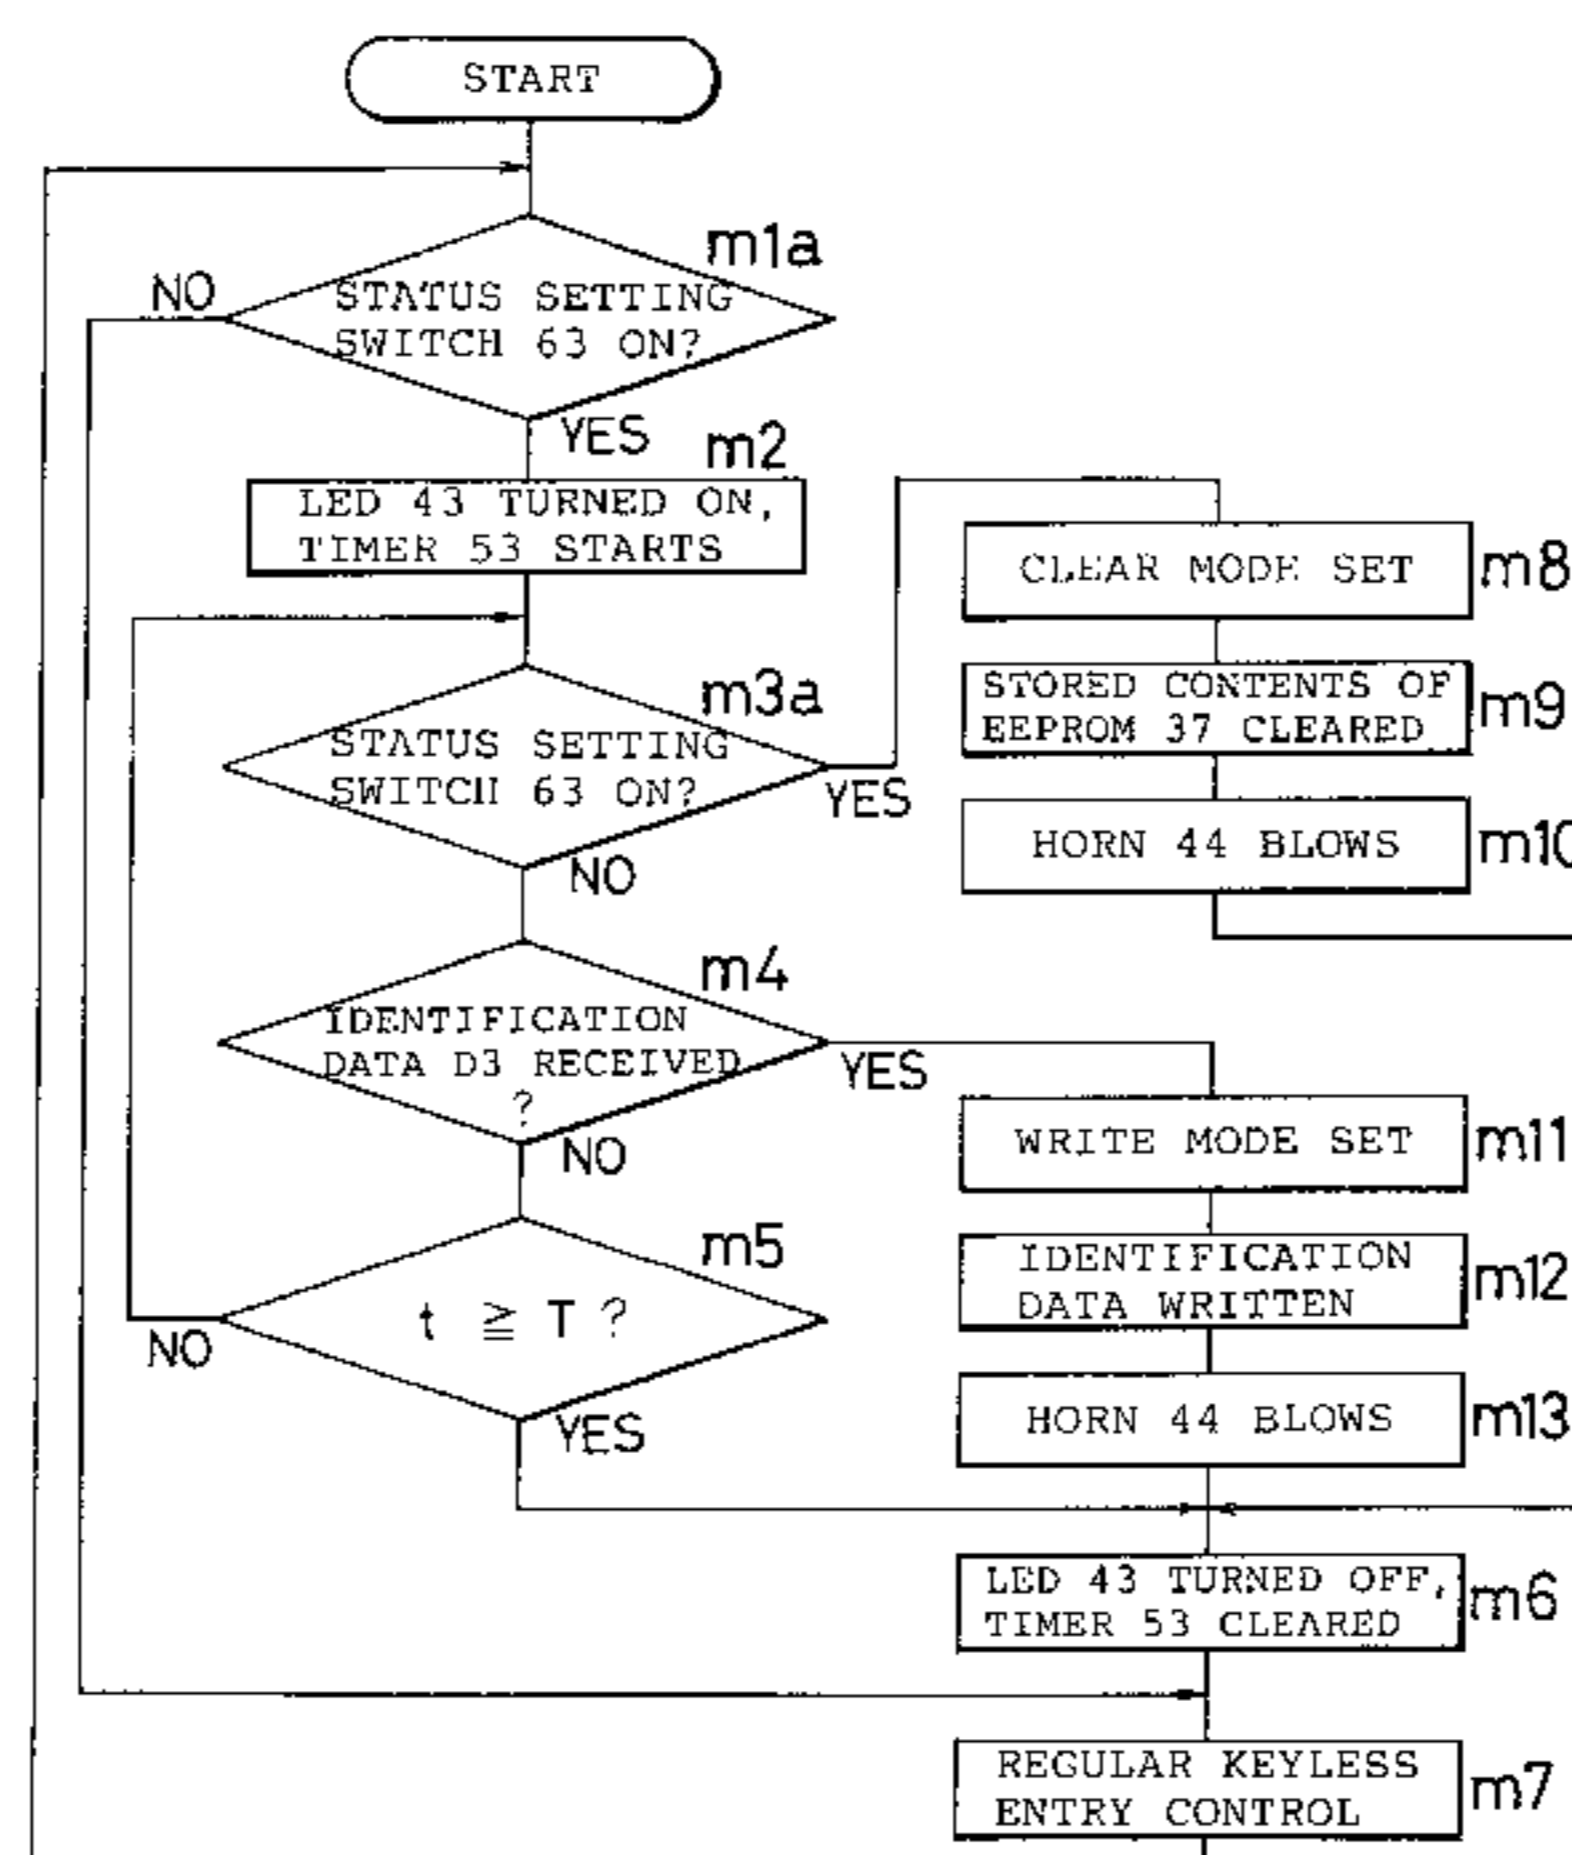 START
m1a
NO
STATUS SETTING
SWITCH 63 ON?
YES
m2
LED 43 TURNED ON,
TIMER 53 STARTS
CLEAR MODE SET
m8
m3a
STATUS SETTING
SWITCH 63 ON?
YES
NO
STORED CONTENTS OF
EEPROM 37 CLEARED
m9
HORN 44 BLOWS
m10
m4
IDENTIFICATION
DATA D3 RECEIVED
?
YES
NO
WRITE MODE SET
m11
m5
t ≧ T ?
NO
YES
IDENTIFICATION
DATA WRITTEN
m12
HORN 44 BLOWS
m13
LED 43 TURNED OFF,
TIMER 53 CLEARED
m6
REGULAR KEYLESS
ENTRY CONTROL
m7